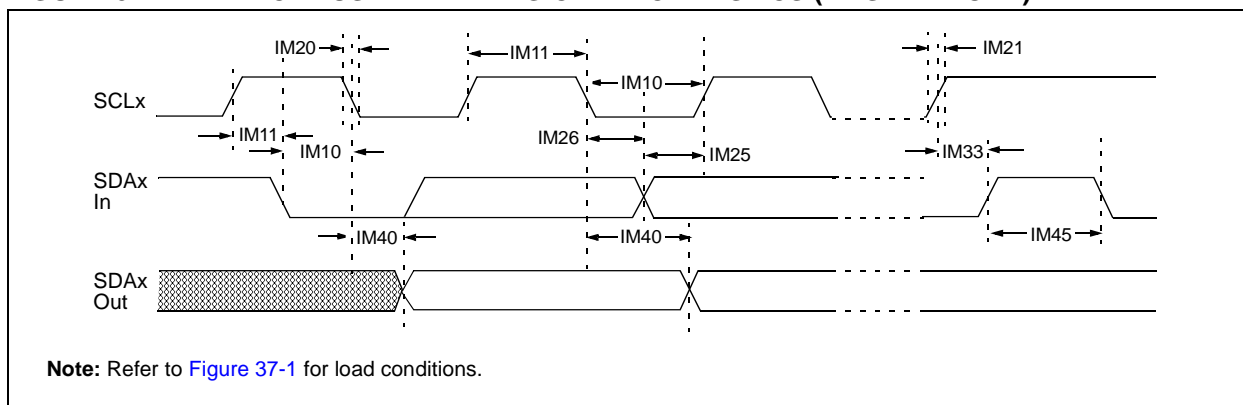 IM20
IM11
IM21
IM10
SCLx
IM11
IM26
IM10
IM25
IM33
SDAx
In
IM40
IM40
IM45
SDAx
Out
Note: Refer to Figure 37-1 for load conditions.